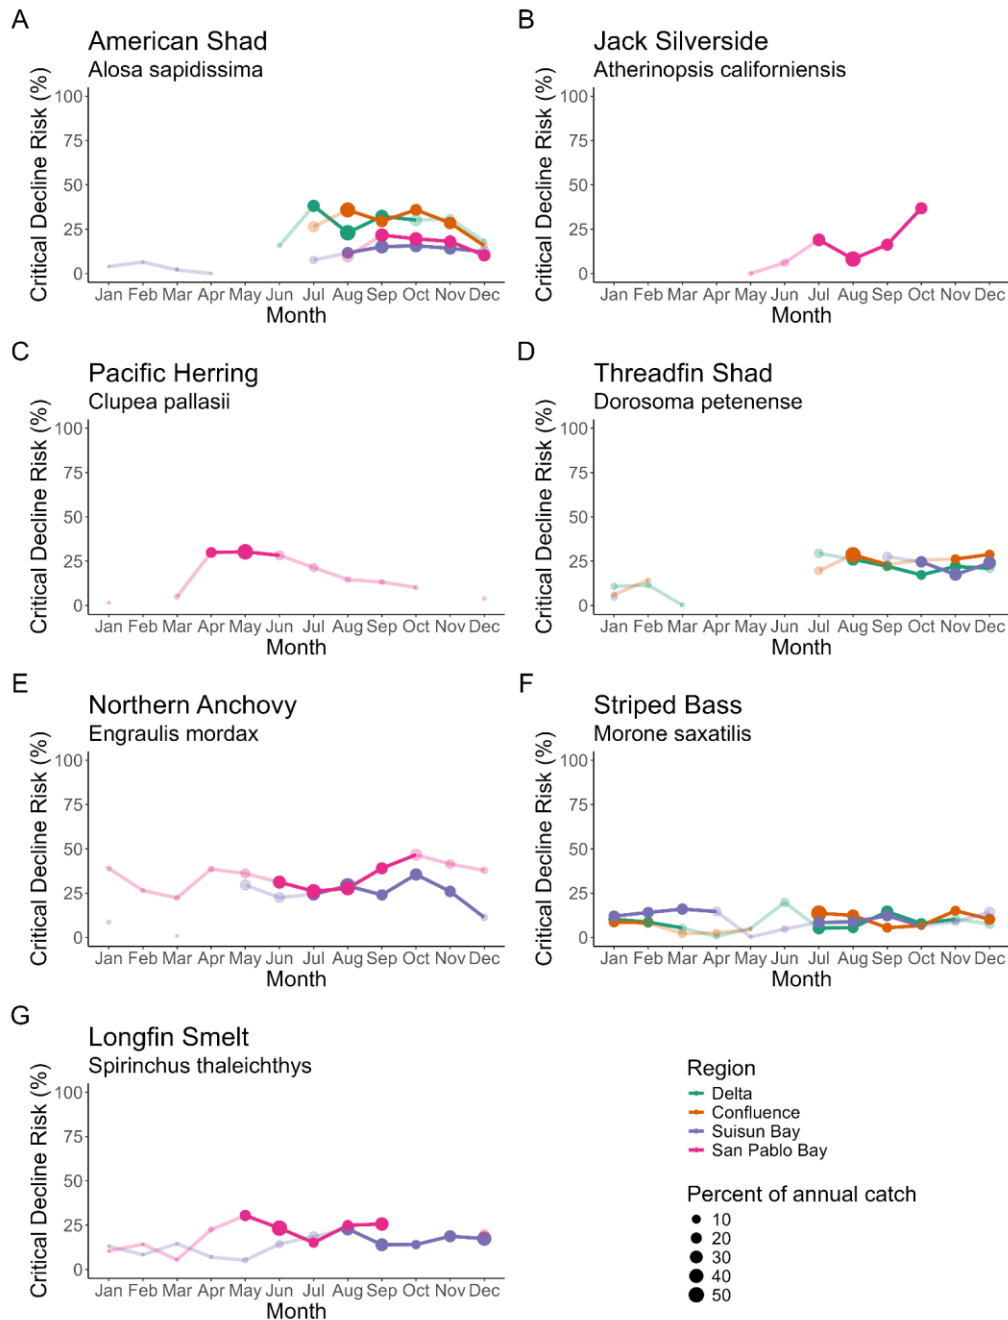 A
American Shad
Alosa sapidissima
Critical Decline Risk (%)
100
75
50
25
0
Jan Feb Mar Apr May Jun Jul Aug Sep Oct Nov Dec
Month
B
Jack Silverside
Atherinopsis californiensis
Critical Decline Risk (%)
100
75
50
25
0
Jan Feb Mar Apr May Jun Jul Aug Sep Oct Nov Dec
Month
C
Pacific Herring
Clupea pallasii
Critical Decline Risk (%)
100
75
50
25
0
Jan Feb Mar Apr May Jun Jul Aug Sep Oct Nov Dec
Month
D
Threadfin Shad
Dorosoma petenense
Critical Decline Risk (%)
100
75
50
25
0
Jan Feb Mar Apr May Jun Jul Aug Sep Oct Nov Dec
Month
E
Northern Anchovy
Engraulis mordax
Critical Decline Risk (%)
100
75
50
25
0
Jan Feb Mar Apr May Jun Jul Aug Sep Oct Nov Dec
Month
F
Striped Bass
Morone saxatilis
Critical Decline Risk (%)
100
75
50
25
0
Jan Feb Mar Apr May Jun Jul Aug Sep Oct Nov Dec
Month
G
Longfin Smelt
Spirinchus thaleichthys
Critical Decline Risk (%)
100
75
50
25
0
Jan Feb Mar Apr May Jun Jul Aug Sep Oct Nov Dec
Month
Region
Delta
Confluence
Suisun Bay
San Pablo Bay
Percent of annual catch
10
20
30
40
50